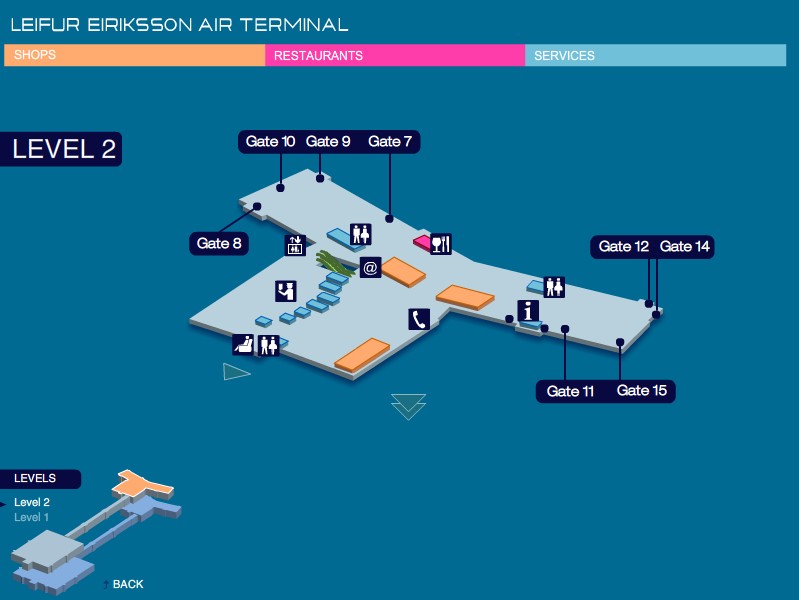 LEIFUR EIRIKSSON AIR TERMINAL
SHOPS
RESTAURANTS
SERVICES
LEVEL 2
Gate 10
Gate 9
Gate 7
Gate 8
@
i
Gate 12
Gate 14
Gate 11
Gate 15
LEVELS
Level 2
Level 1
↑ BACK